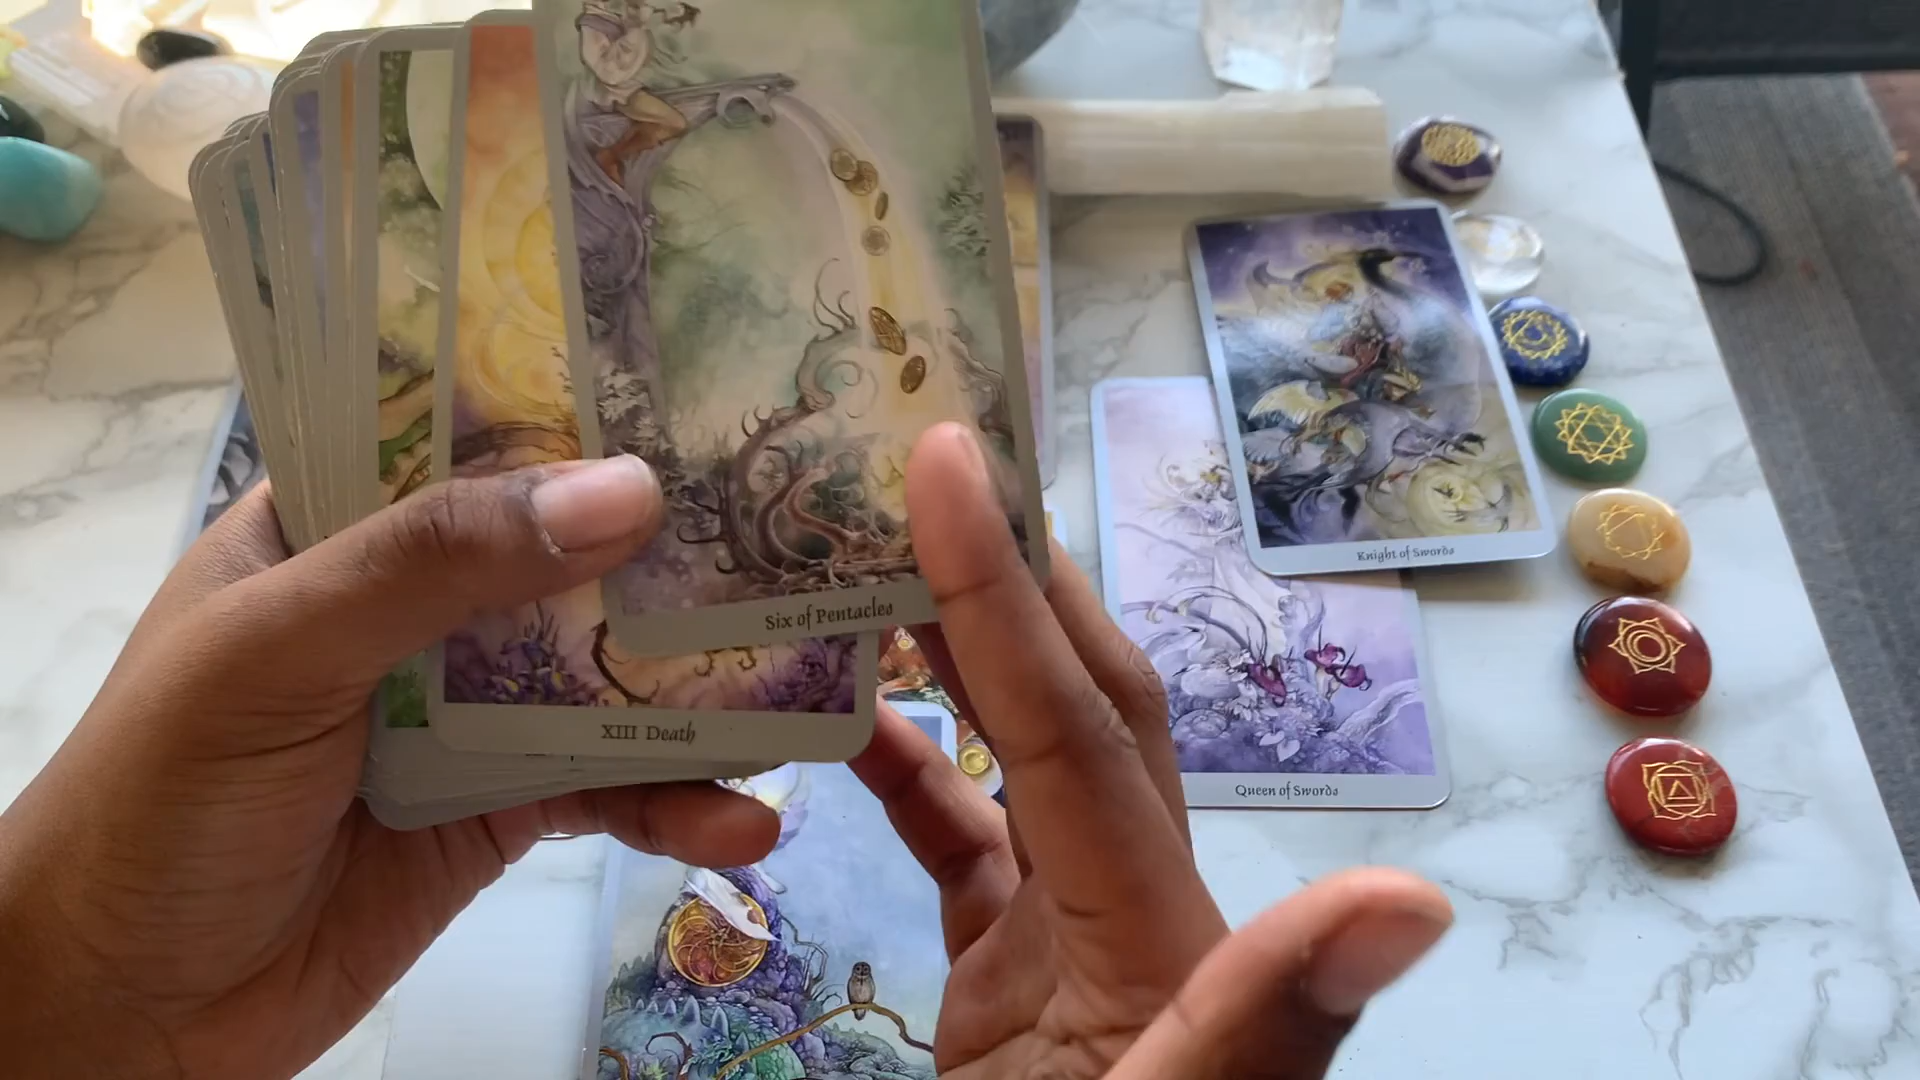 Six of Pentacles
XIII Death
Knight of Swords
Queen of Swords